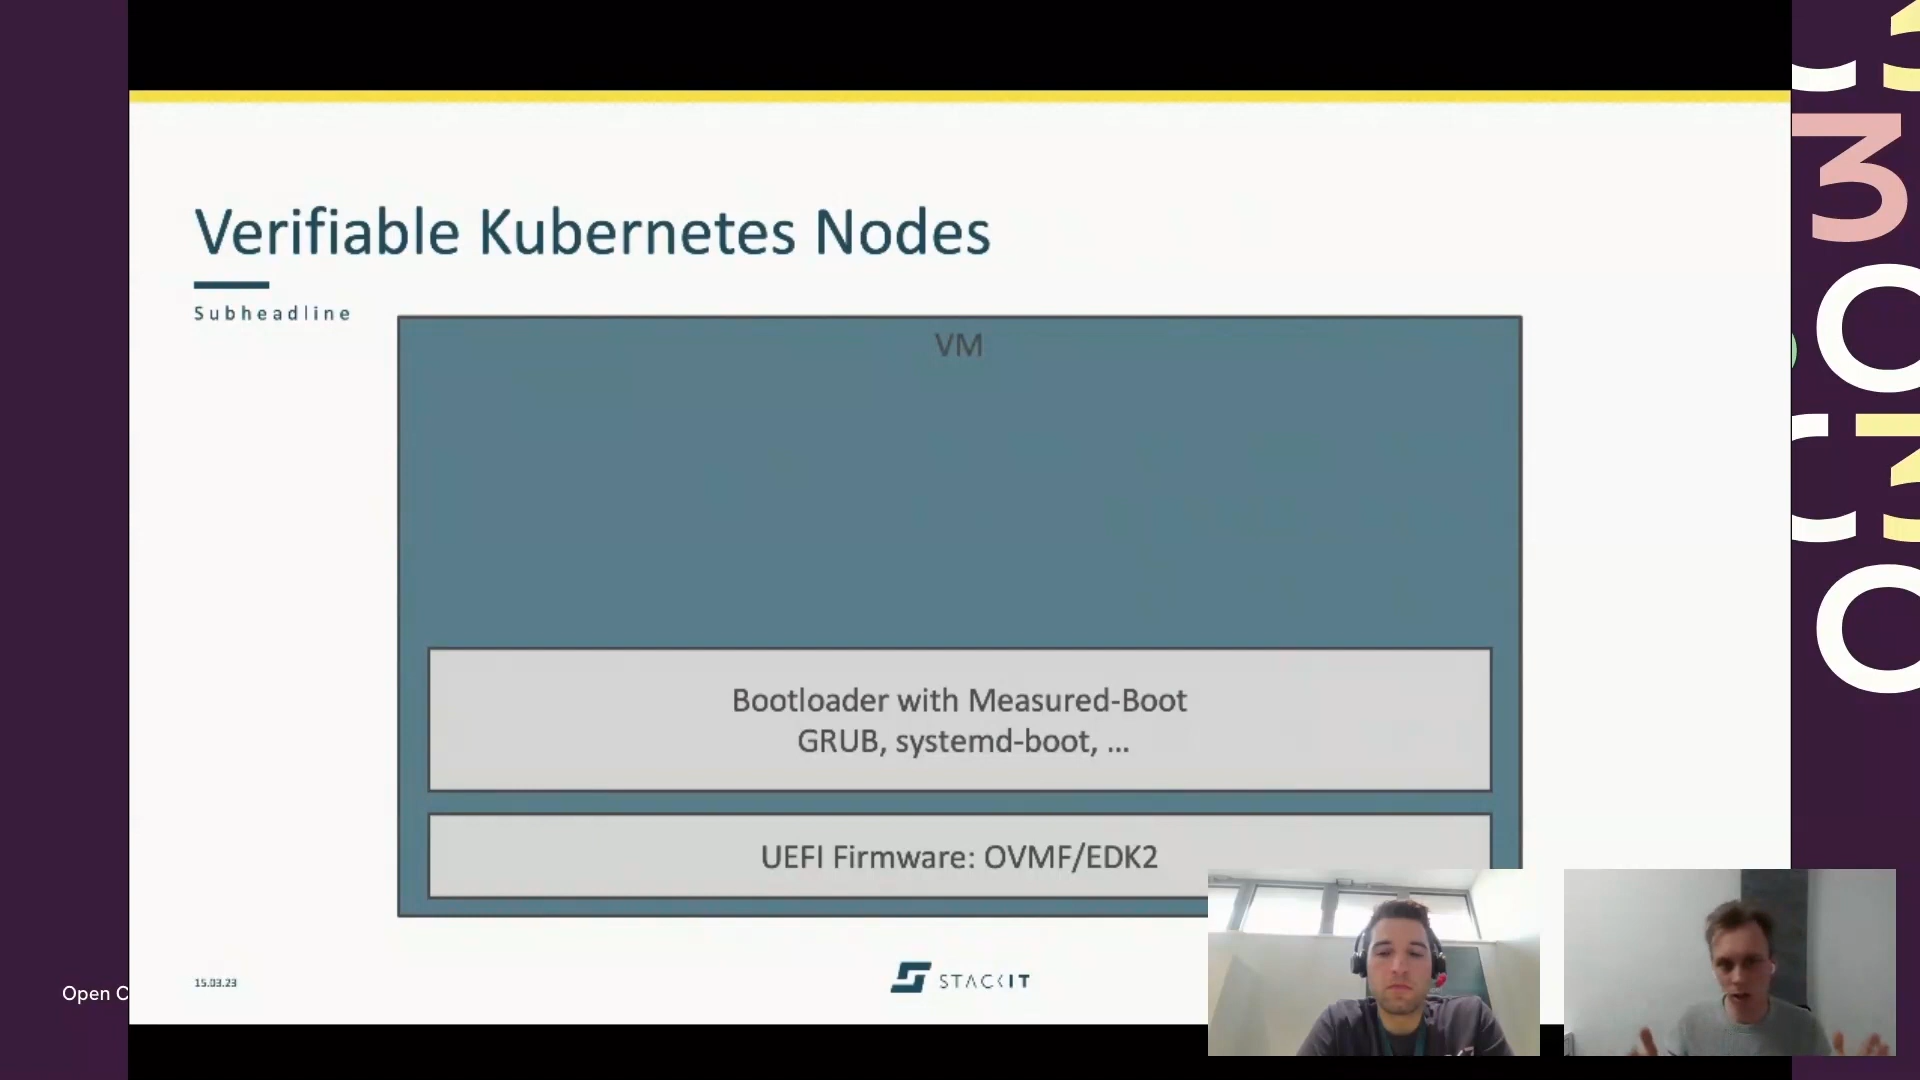 Verifiable Kubernetes Nodes
Subheadline
VM
Bootloader with Measured-Boot
GRUB, systemd-boot, ...
UEFI Firmware: OVMF/EDK2
15.03.23
STACKIT
Open C